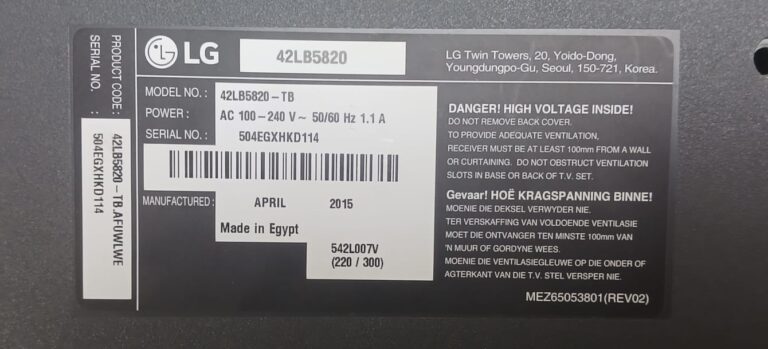 PRODUCT CODE : 42LB5820-TB.AFUWLWE
SERIAL NO. : 504EGXHKD114
LG
42LB5820
LG Twin Towers, 20, Yoido-Dong,
Youngdungpo-Gu, Seoul, 150-721, Korea.
MODEL NO. : 42LB5820-TB
POWER : AC 100-240 V~ 50/60 Hz 1.1 A
SERIAL NO. : 504EGXHKD114
MANUFACTURED : APRIL 2015
Made in Egypt
542L007V
(220 / 300)
DANGER! HIGH VOLTAGE INSIDE!
DO NOT REMOVE BACK COVER.
TO PROVIDE ADEQUATE VENTILATION,
RECEIVER MUST BE AT LEAST 100mm FROM A WALL
OR CURTAINING. DO NOT OBSTRUCT VENTILATION
SLOTS IN BASE OR BACK OF T.V. SET.
Gevaar! HOË KRAGSPANNING BINNE!
MOENIE DIE DEKSEL VERWYDER NIE.
TER VERSKAFFING VAN VOLDOENDE VENTILASIE
MOET DIE ONTVANGER TEN MINSTE 100mm VAN
'N MUUR OF GORDYNE WEES.
MOENIE DIE VENTILASIEGLEUWE OP DIE ONDER OF
AGTERKANT VAN DIE T.V. STEL VERSPER NIE.
MEZ65053801(REV02)